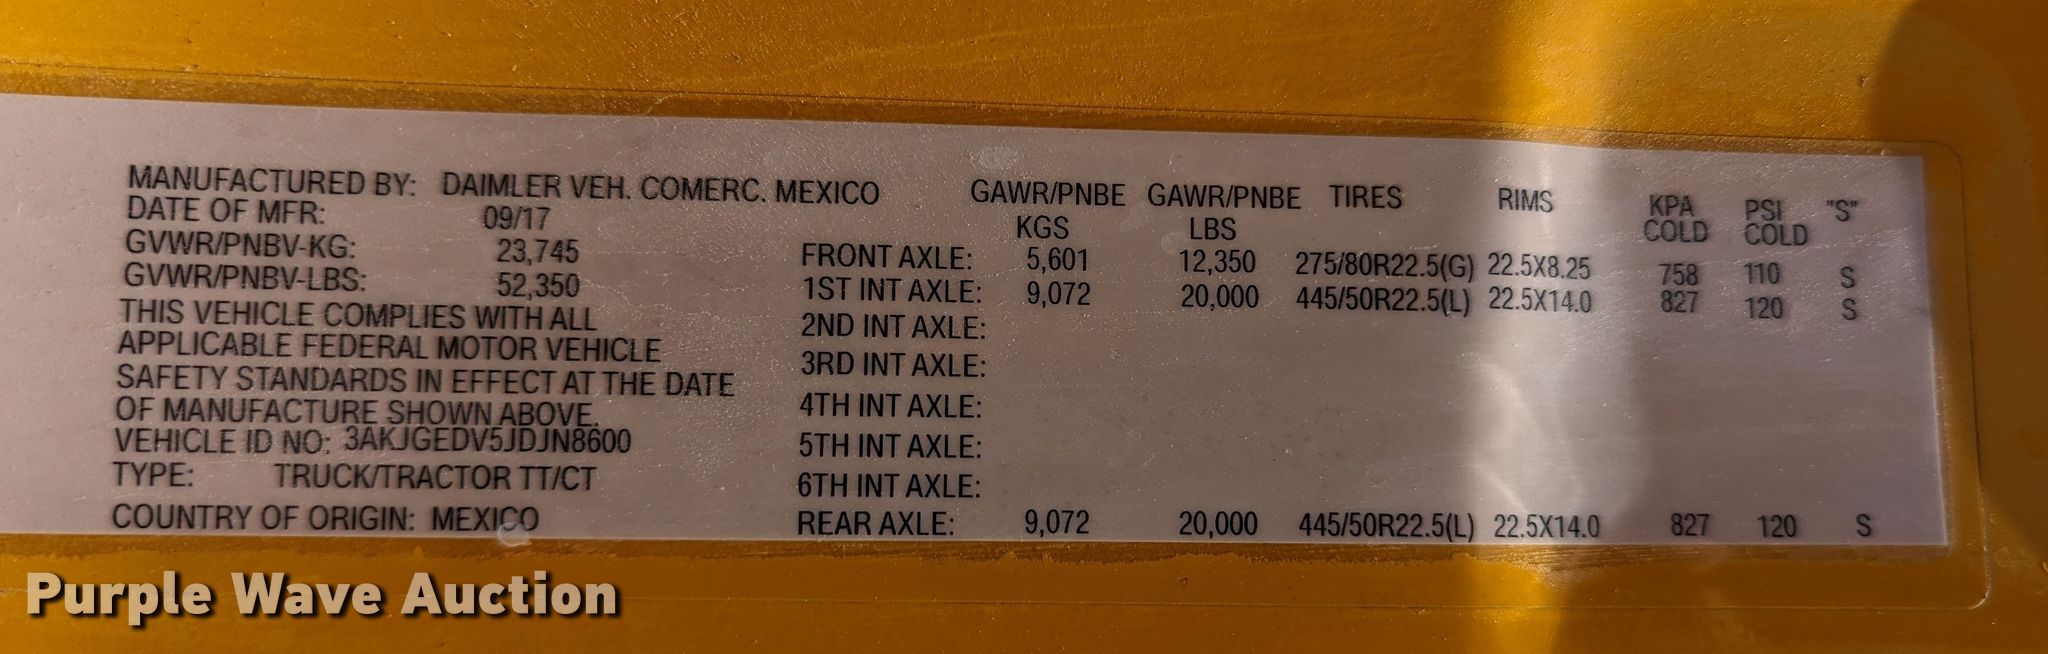 MANUFACTURED BY: DAIMLER VEH. COMERC. MEXICO
DATE OF MFR: 09/17
GVWR/PNBV-KG: 23,745
GVWR/PNBV-LBS: 52,350
THIS VEHICLE COMPLIES WITH ALL
APPLICABLE FEDERAL MOTOR VEHICLE
SAFETY STANDARDS IN EFFECT AT THE DATE
OF MANUFACTURE SHOWN ABOVE.
VEHICLE ID NO: 3AKJGEDV5JDJN8600
TYPE: TRUCK/TRACTOR TT/CT
COUNTRY OF ORIGIN: MEXICO
GAWR/PNBE GAWR/PNBE TIRES RIMS KPA PSI "S"
KGS LBS COLD COLD
FRONT AXLE: 5,601 12,350 275/80R22.5(G) 22.5X8.25 758 110 S
1ST INT AXLE: 9,072 20,000 445/50R22.5(L) 22.5X14.0 827 120 S
2ND INT AXLE:
3RD INT AXLE:
4TH INT AXLE:
5TH INT AXLE:
6TH INT AXLE:
REAR AXLE: 9,072 20,000 445/50R22.5(L) 22.5X14.0 827 120 S
Purple Wave Auction